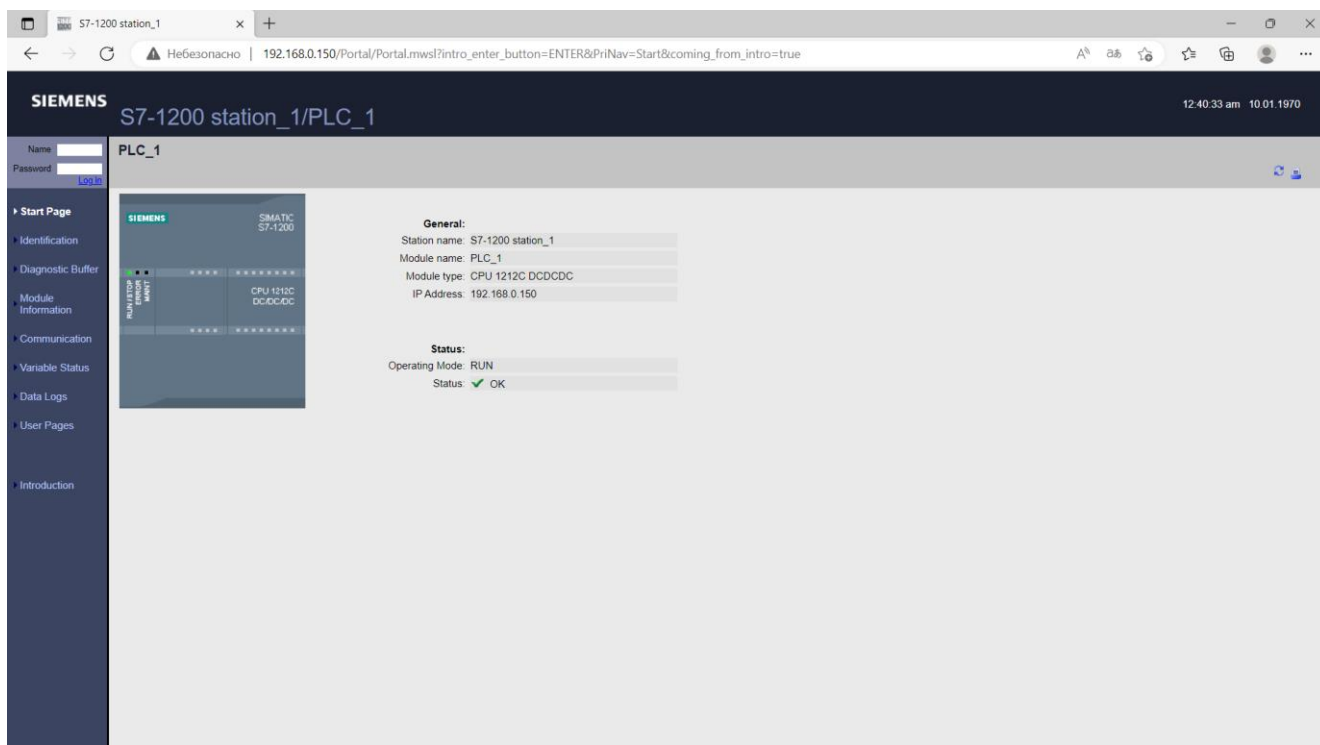 S7-1200 station_1
Небезопасно | 192.168.0.150/Portal/Portal.mwsl?intro_enter_button=ENTER&PriNav=Start&coming_from_intro=true
SIEMENS
S7-1200 station_1/PLC_1
12:40:33 am 10.01.1970
Name
Password
Log in
PLC_1
Start Page
Identification
Diagnostic Buffer
Module
Information
Communication
Variable Status
Data Logs
User Pages
Introduction
SIEMENS
SIMATIC
S7-1200
RUN / STOP
ERROR
MAINT
CPU 1212C
DC/DC/DC
General:
Station name: S7-1200 station_1
Module name: PLC_1
Module type: CPU 1212C DCDCDC
IP Address: 192.168.0.150
Status:
Operating Mode: RUN
Status: OK